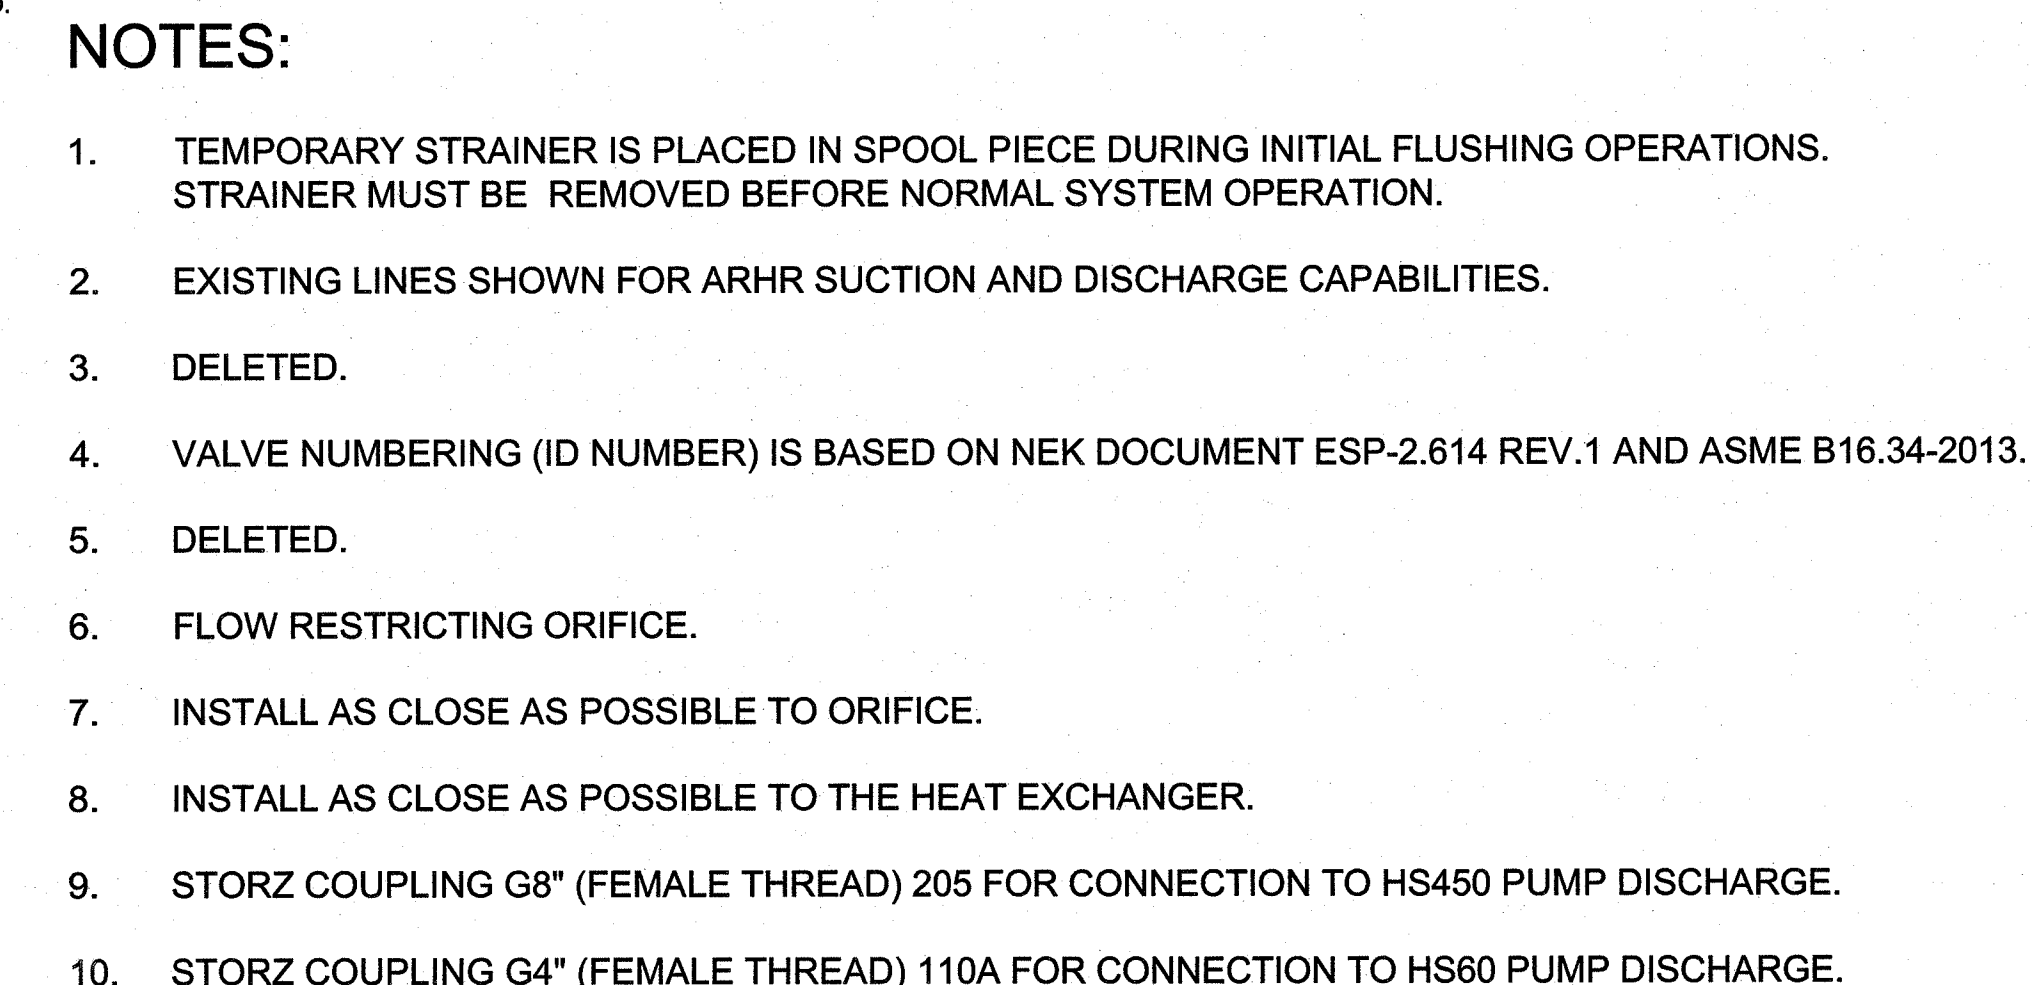 NOTES:
1. TEMPORARY STRAINER IS PLACED IN SPOOL PIECE DURING INITIAL FLUSHING OPERATIONS.
STRAINER MUST BE REMOVED BEFORE NORMAL SYSTEM OPERATION.
2. EXISTING LINES SHOWN FOR ARHR SUCTION AND DISCHARGE CAPABILITIES.
3. DELETED.
4. VALVE NUMBERING (ID NUMBER) IS BASED ON NEK DOCUMENT ESP-2.614 REV.1 AND ASME B16.34-2013.
5. DELETED.
6. FLOW RESTRICTING ORIFICE.
7. INSTALL AS CLOSE AS POSSIBLE TO ORIFICE.
8. INSTALL AS CLOSE AS POSSIBLE TO THE HEAT EXCHANGER.
9. STORZ COUPLING G8" (FEMALE THREAD) 205 FOR CONNECTION TO HS450 PUMP DISCHARGE.
10. STORZ COUPLING G4" (FEMALE THREAD) 110A FOR CONNECTION TO HS60 PUMP DISCHARGE.